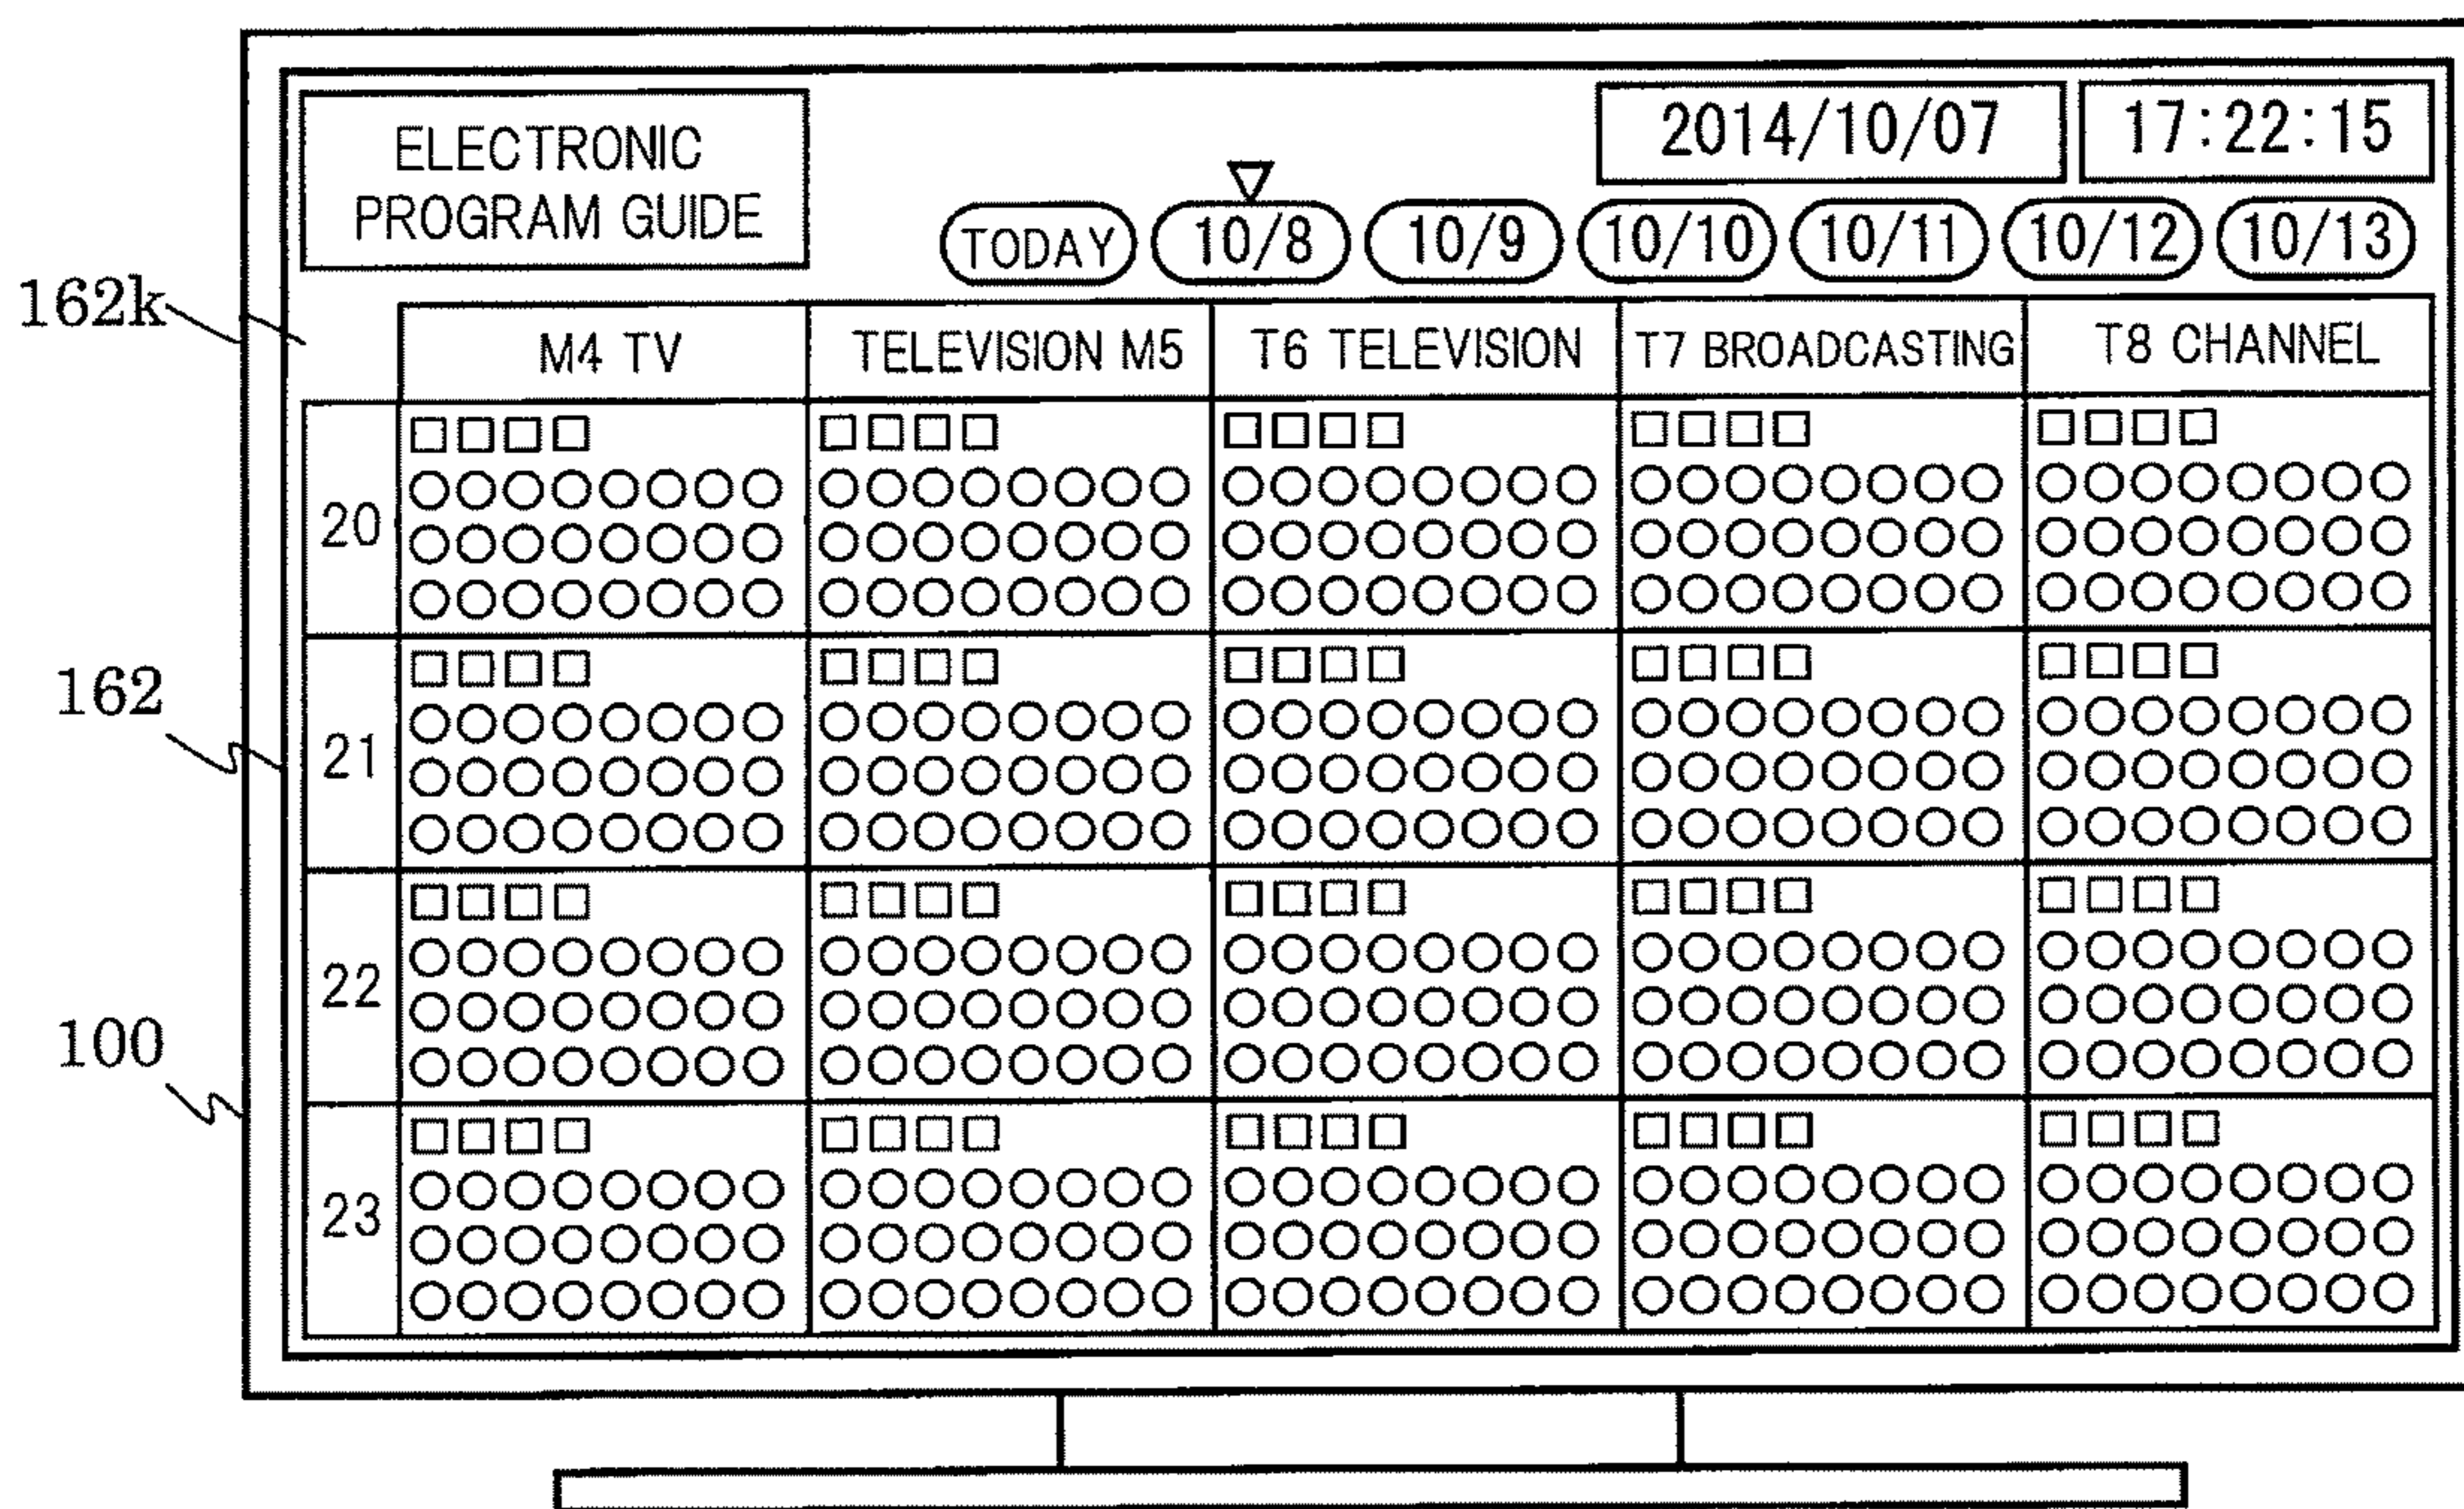 ELECTRONIC
PROGRAM GUIDE
2014/10/07 17:22:15
TODAY 10/8 10/9 10/10 10/11 10/12 10/13
162k
M4 TV TELEVISION M5 T6 TELEVISION T7 BROADCASTING T8 CHANNEL
20
162
21
22
100
23